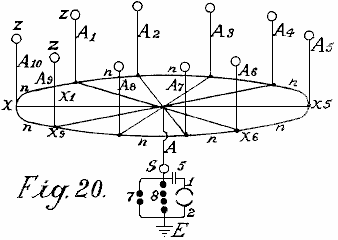 Z Z A1 A2 A3 A4 A5
Z A10 A9 n n A8 A7 n A6 n
X X1 X5
n X9 n n X6 n
A
S 5 1
7 8 2
Fig. 20. E